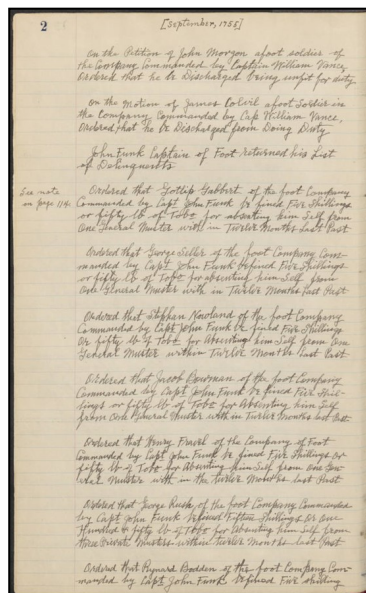 2
[September, 1755]
On the Petition of John Morgon afoot soldier of
the Company Commanded by Captain William Vance,
Ordered that he be Discharged being unfit for duty
On the Motion of James Colvil afoot Soldier in
the Company Commanded by Cap William Vance,
Ordered, that he be Discharged from Doing Duty
John Funk Captain of Foot returned his List
of Delinquents
See note
on page 114.
Ordered that Gotlip Gabbert of the foot Company
Commanded by Capt John Funk be fined Five Shillings
or fifty lb of Tobo for absenting him Self from
One General Muster with in Twelve Months Last Past
Ordered that George Seller of the foot Company Com-
manded by Capt John Funk be fined Five Shillings
or fifty lb of Tobo for absenting him Self from
One General Muster with in Twelve Months Last Past
Ordered that Stephan Rowland of the foot Company
Commanded by Capt John Funk be fined Five Shillings
Or fifty lb of Tobo for Absenting him Self from One
General Muster within Twelve Months last Past
Ordered that Jacob Bowman of the foot Company
Commanded by Capt John Funk be fined Five Shil-
lings or fifty lb of Tobo for Absenting him Self
from One General Muster with in Twelve Months last Past
Ordered that Henry Fravel of the Company of Foot
Commanded by Capt John Funk be fined Five Shillings or
fifty lb of Tobo for Absenting him Self from One Gen
eral Muster with in the Twelve Months last Past
Ordered that George Rusk of the foot Company Commanded
by Capt John Funk be fined Fifteen Shillings Or One
Hundred & fifty lb of Tobo for Absenting him Self from
three Private Musters within twelve months last Past
Ordered that Reynard Bodden of the foot Company Com-
manded by Capt John Funk be fined Five shilling